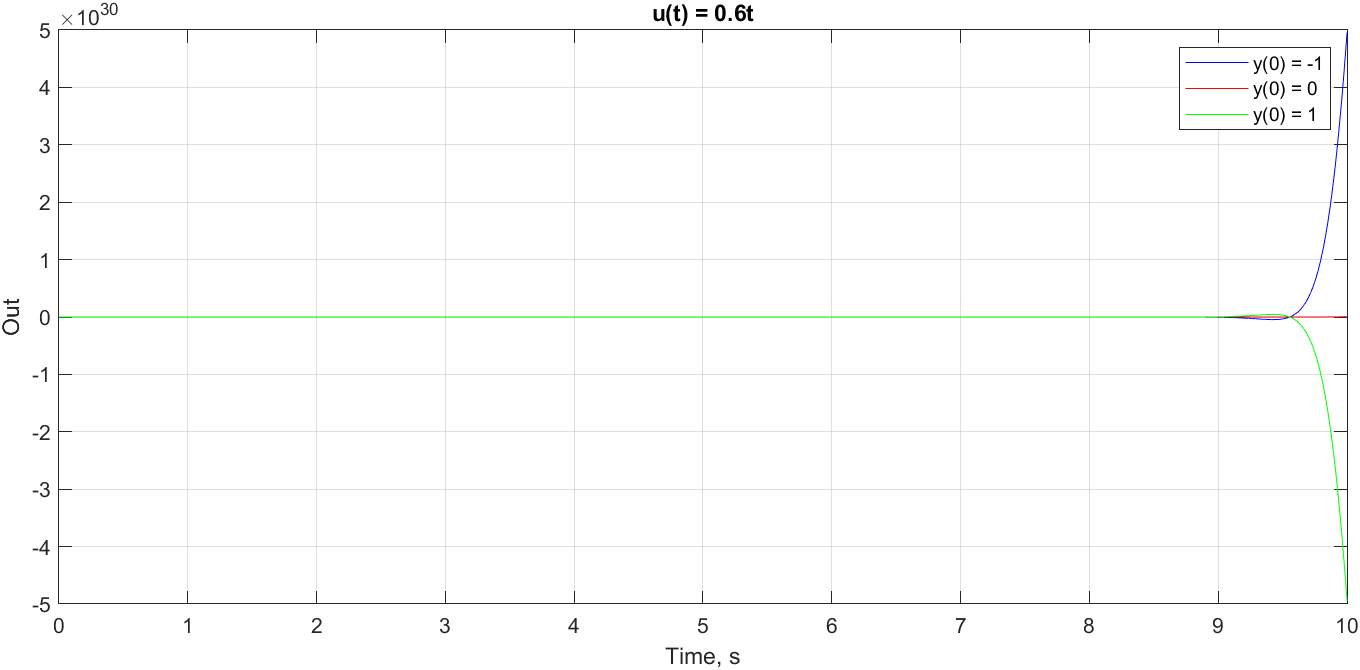 u(t) = 0.6t
×10^30
5
4
3
2
1
0
-1
-2
-3
-4
-5
Out
0 1 2 3 4 5 6 7 8 9 10
Time, s
y(0) = -1
y(0) = 0
y(0) = 1